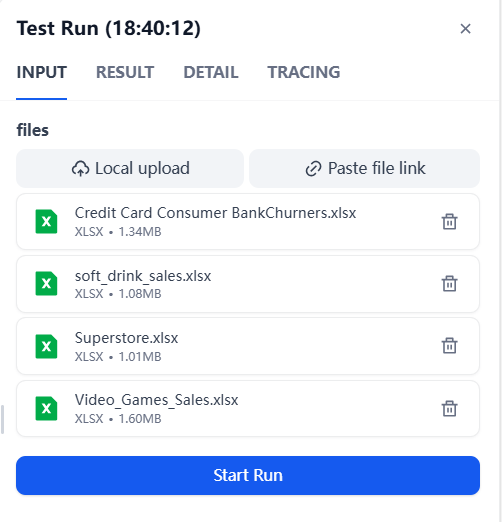 Test Run (18:40:12)
INPUT RESULT DETAIL TRACING
files
Local upload Paste file link
X Credit Card Consumer BankChurners.xlsx
XLSX • 1.34MB
X soft_drink_sales.xlsx
XLSX • 1.08MB
X Superstore.xlsx
XLSX • 1.01MB
X Video_Games_Sales.xlsx
XLSX • 1.60MB
Start Run